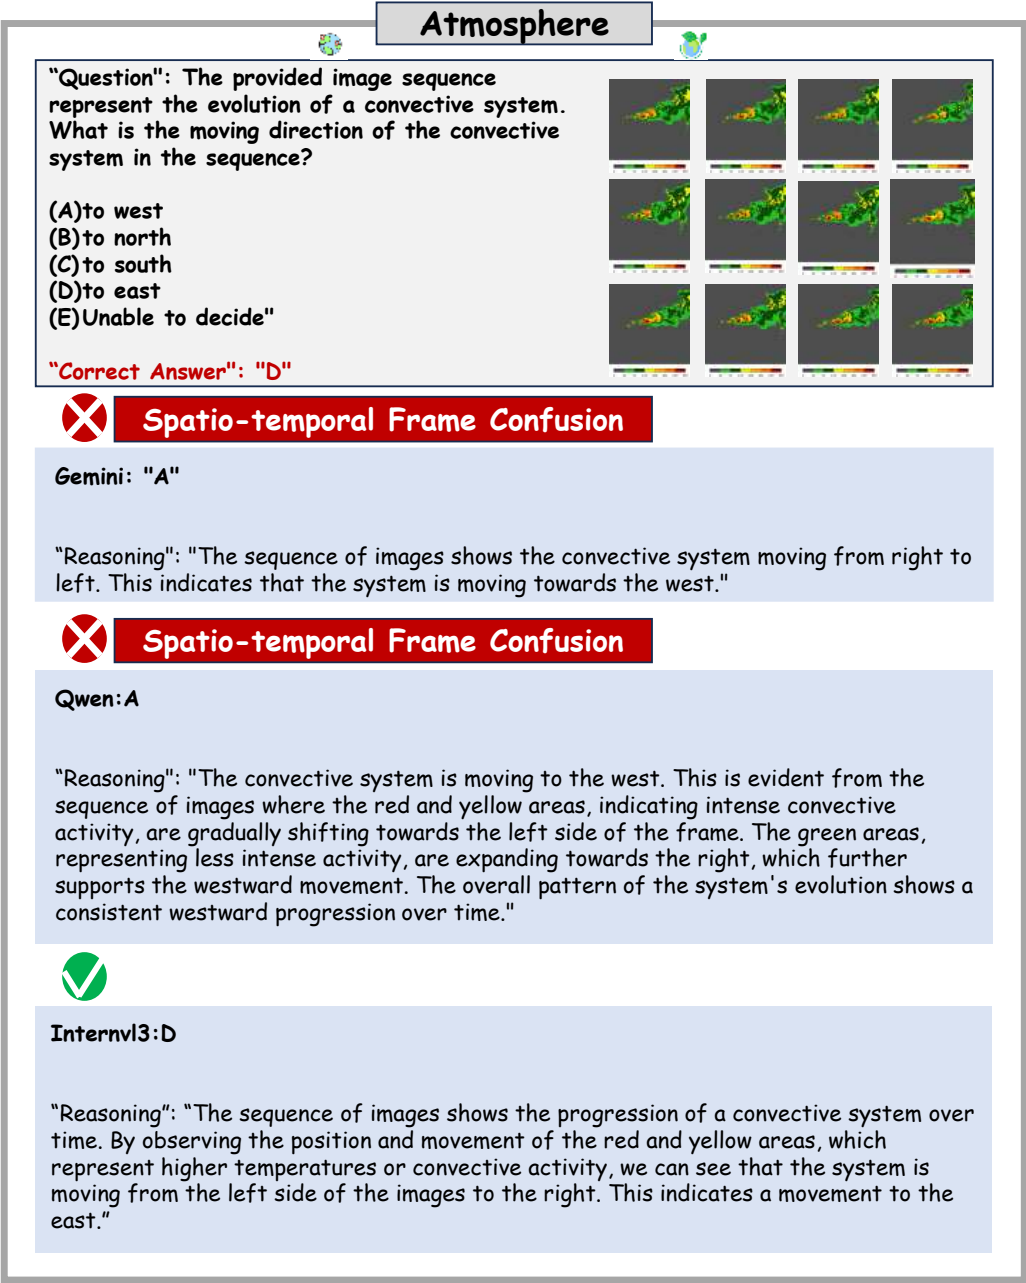 Atmosphere
“Question": The provided image sequence
represent the evolution of a convective system.
What is the moving direction of the convective
system in the sequence?
(A)to west
(B)to north
(C)to south
(D)to east
(E)Unable to decide"
“Correct Answer": "D"
Spatio-temporal Frame Confusion
Gemini: "A"
“Reasoning": "The sequence of images shows the convective system moving from right to
left. This indicates that the system is moving towards the west."
Spatio-temporal Frame Confusion
Qwen:A
“Reasoning": "The convective system is moving to the west. This is evident from the
sequence of images where the red and yellow areas, indicating intense convective
activity, are gradually shifting towards the left side of the frame. The green areas,
representing less intense activity, are expanding towards the right, which further
supports the westward movement. The overall pattern of the system's evolution shows a
consistent westward progression over time."
Internvl3:D
“Reasoning”: “The sequence of images shows the progression of a convective system over
time. By observing the position and movement of the red and yellow areas, which
represent higher temperatures or convective activity, we can see that the system is
moving from the left side of the images to the right. This indicates a movement to the
east.”